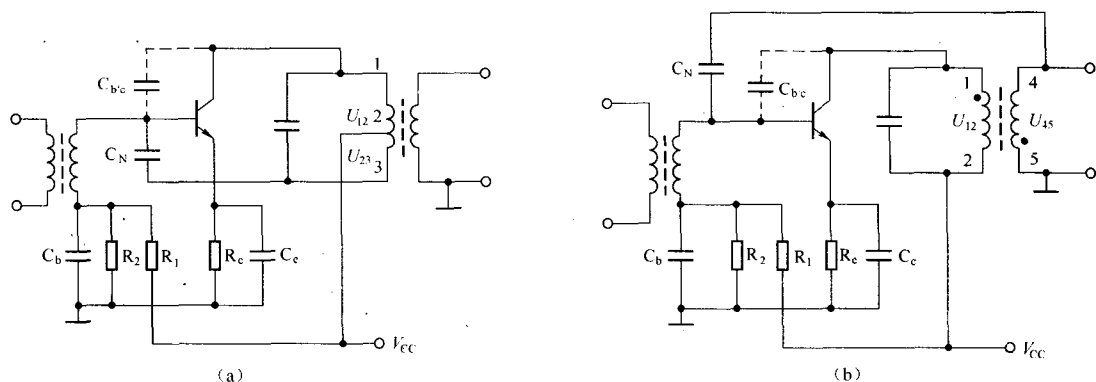 C_b'c
C_N
1
U_12
2
U_23
3
C_b
R_2
R_1
R_e
C_e
V_CC
(a)
C_N
C_b'c
1
4
U_12
U_45
2
5
C_b
R_2
R_1
R_e
C_e
V_CC
(b)